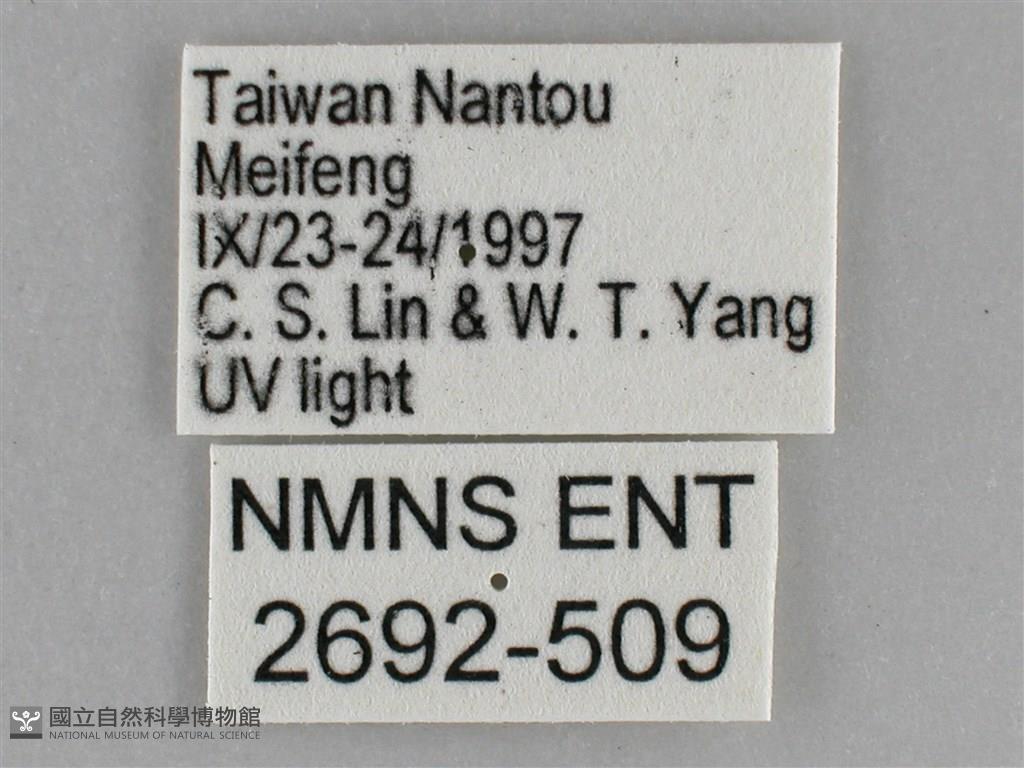 Taiwan Nantou
Meifeng
IX/23-24/1997
C. S. Lin & W. T. Yang
UV light
NMNS ENT
2692-509
國立自然科學博物館
NATIONAL MUSEUM OF NATURAL SCIENCE